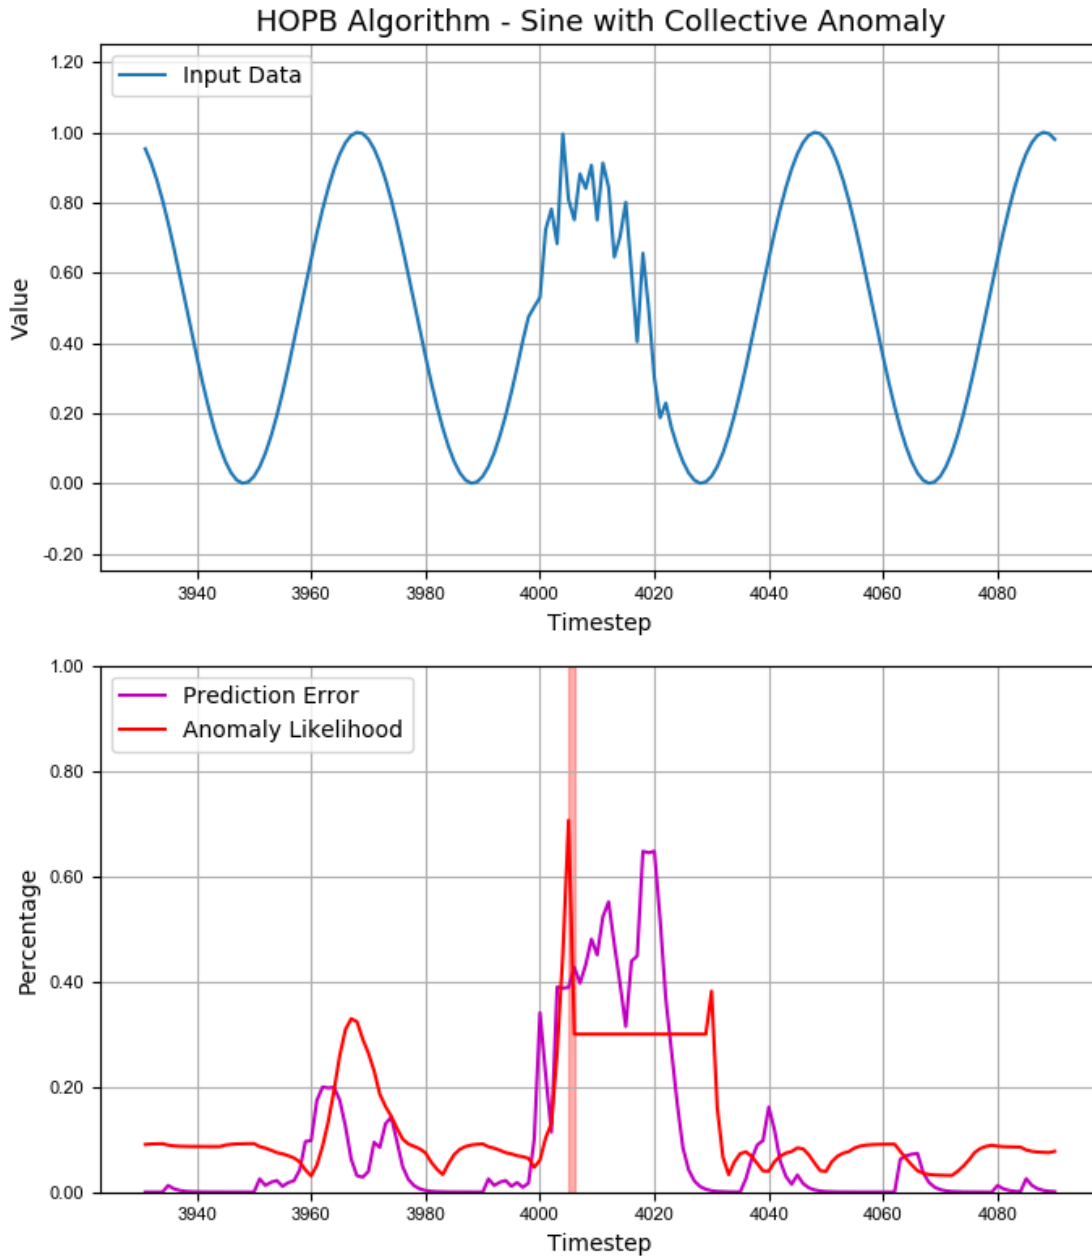 HOPB Algorithm - Sine with Collective Anomaly
1.20
Input Data
1.00
0.80
0.60
0.40
0.20
0.00
-0.20
Value
3940 3960 3980 4000 4020 4040 4060 4080
Timestep
1.00
Prediction Error
Anomaly Likelihood
0.80
0.60
0.40
0.20
0.00
Percentage
3940 3960 3980 4000 4020 4040 4060 4080
Timestep